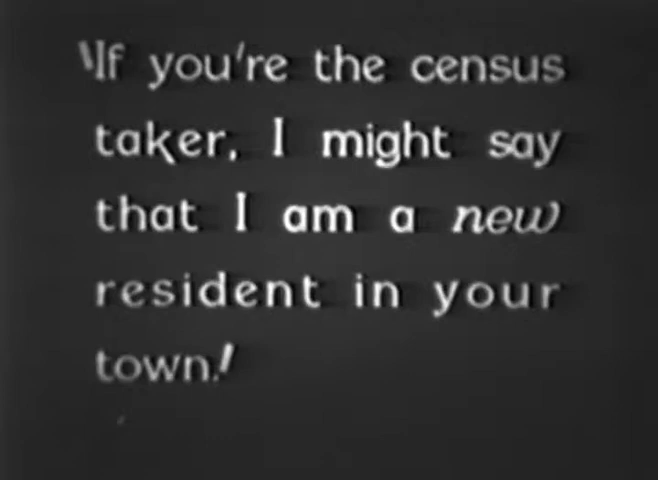 "If you're the census
taker, I might say
that I am a new
resident in your
town."